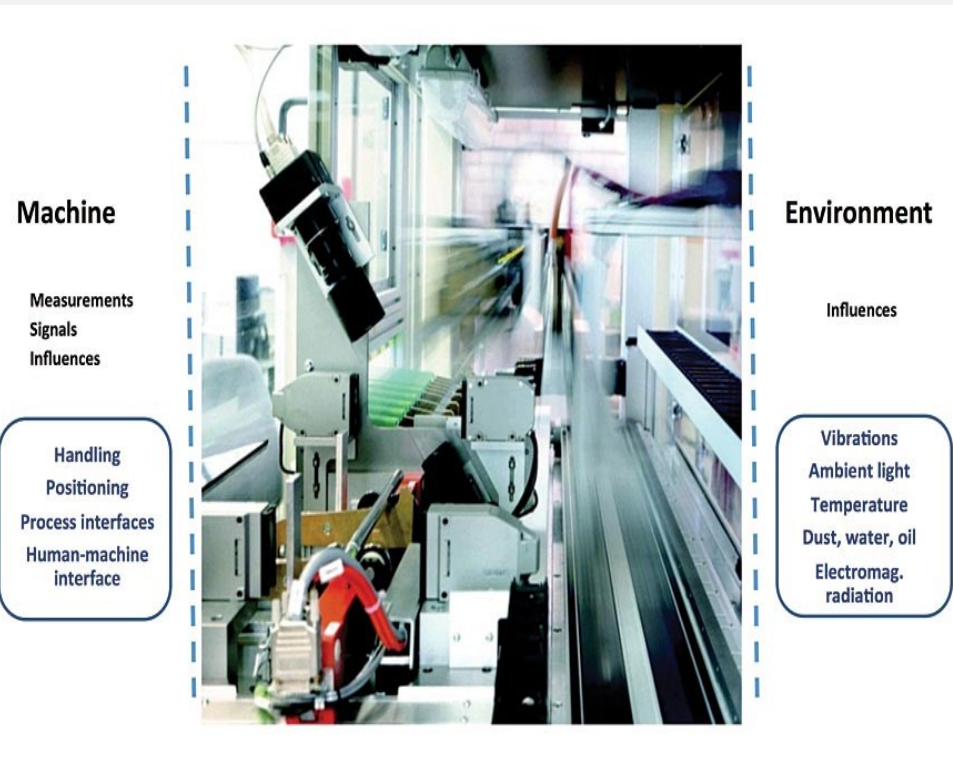 Machine
Measurements
Signals
Influences
Handling
Positioning
Process interfaces
Human-machine
interface
Environment
Influences
Vibrations
Ambient light
Temperature
Dust, water, oil
Electromag.
radiation